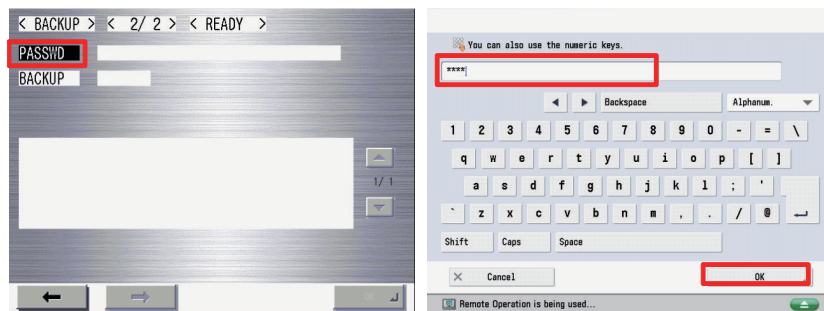 < BACKUP > < 2/ 2 > < READY >
PASSWD
BACKUP
1/ 1
You can also use the numeric keys.
****
Backspace Alphanum.
1 2 3 4 5 6 7 8 9 0 - = \
q w e r t y u i o p [ ]
a s d f g h j k l ; '
` z x c v b n m , . / @
Shift Caps Space
× Cancel OK
Remote Operation is being used...